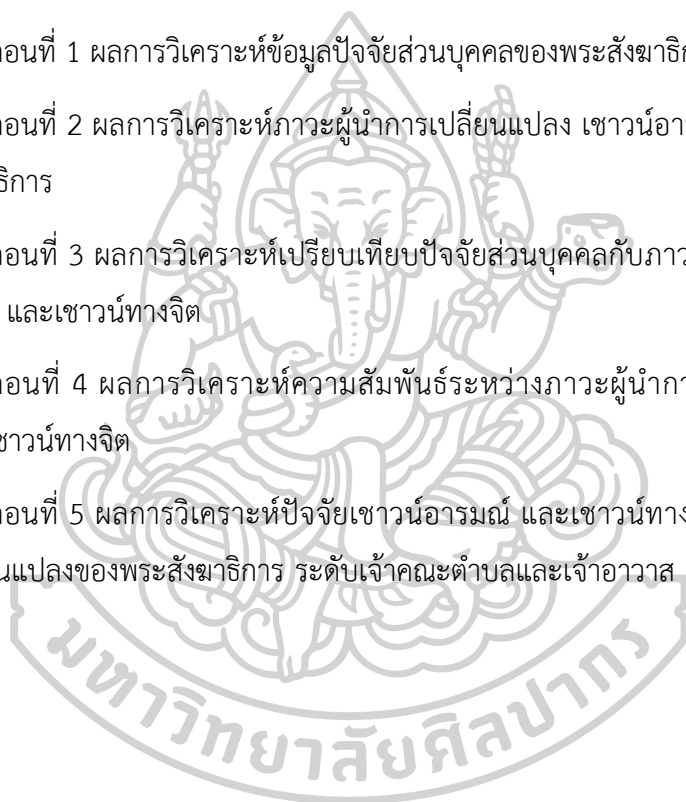 อนที่ 1 ผลการวิเคราะห์ข้อมูลปัจจัยส่วนบุคคลของพระสังฆาธิก
อนที่ 2 ผลการวิเคราะห์ภาวะผู้นำการเปลี่ยนแปลง เชาวน์อา
ธิการ
อนที่ 3 ผลการวิเคราะห์เปรียบเทียบปัจจัยส่วนบุคคลกับภาว
และเชาวน์ทางจิต
อนที่ 4 ผลการวิเคราะห์ความสัมพันธ์ระหว่างภาวะผู้นำกา
ชาวน์ทางจิต
อนที่ 5 ผลการวิเคราะห์ปัจจัยเชาวน์อารมณ์ และเชาวน์ทาง
นแปลงของพระสังฆาธิการ ระดับเจ้าคณะตำบลและเจ้าอาวาส
มหาวิทยาลัยศิลปากร